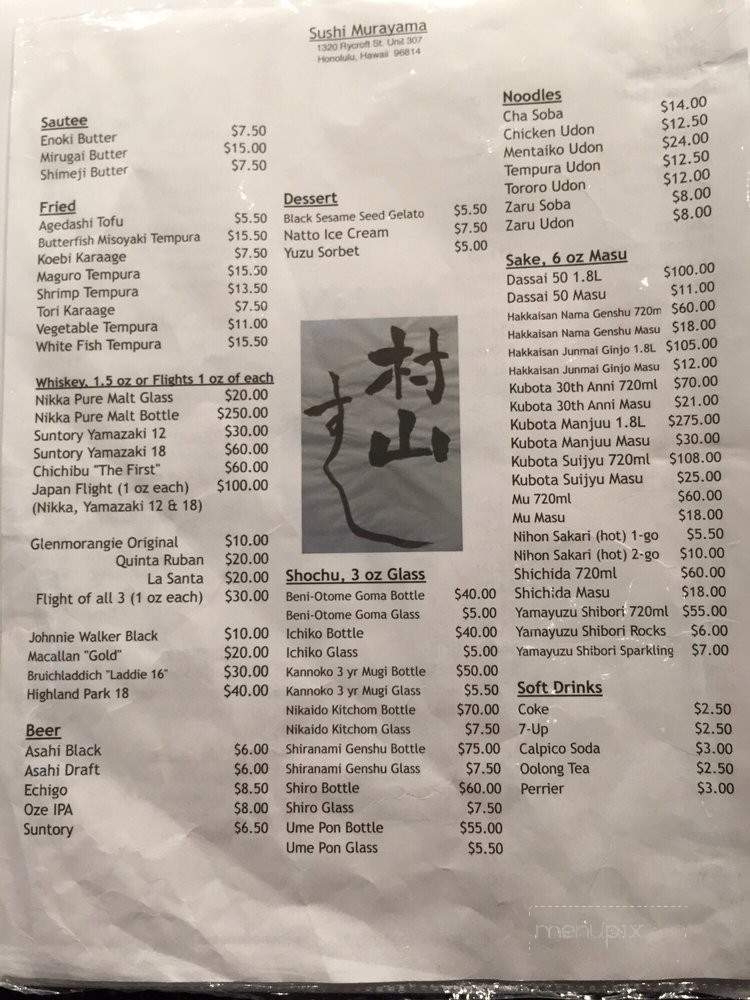 Sushi Murayama
1320 Rycroft St. Unit 307
Honolulu, Hawaii 96814
Sautee
Enoki Butter $7.50
Mirugai Butter $15.00
Shimeji Butter $7.50
Fried
Agedashi Tofu $5.50
Butterfish Misoyaki Tempura $15.50
Koebi Karaage $7.50
Maguro Tempura $15.50
Shrimp Tempura $13.50
Tori Karaage $7.50
Vegetable Tempura $11.00
White Fish Tempura $15.50
Whiskey, 1.5 oz or Flights 1 oz of each
Nikka Pure Malt Glass $20.00
Nikka Pure Malt Bottle $250.00
Suntory Yamazaki 12 $30.00
Suntory Yamazaki 18 $60.00
Chichibu "The First" $60.00
Japan Flight (1 oz each) $100.00
(Nikka, Yamazaki 12 & 18)
Glenmorangie Original $10.00
Quinta Ruban $20.00
La Santa $20.00
Flight of all 3 (1 oz each) $30.00
Johnnie Walker Black $10.00
Macallan "Gold" $20.00
Bruichladdich "Laddie 16" $30.00
Highland Park 18 $40.00
Beer
Asahi Black $6.00
Asahi Draft $6.00
Echigo $8.50
Oze IPA $8.00
Suntory $6.50
Dessert
Black Sesame Seed Gelato $5.50
Natto Ice Cream $7.50
Yuzu Sorbet $5.00
村山
すし
Shochu, 3 oz Glass
Beni-Otome Goma Bottle $40.00
Beni-Otome Goma Glass $5.00
Ichiko Bottle $40.00
Ichiko Glass $5.00
Kannoko 3 yr Mugi Bottle $50.00
Kannoko 3 yr Mugi Glass $5.50
Nikaido Kitchom Bottle $70.00
Nikaido Kitchom Glass $7.50
Shiranami Genshu Bottle $75.00
Shiranami Genshu Glass $7.50
Shiro Bottle $60.00
Shiro Glass $7.50
Ume Pon Bottle $55.00
Ume Pon Glass $5.50
Noodles
Cha Soba $14.00
Chicken Udon $12.50
Mentaiko Udon $24.00
Tempura Udon $12.50
Tororo Udon $12.00
Zaru Soba $8.00
Zaru Udon $8.00
Sake, 6 oz Masu
Dassai 50 1.8L $100.00
Dassai 50 Masu $11.00
Hakkaisan Nama Genshu 720m $60.00
Hakkaisan Nama Genshu Masu $18.00
Hakkaisan Junmai Ginjo 1.8L $105.00
Hakkaisan Junmai Ginjo Masu $12.00
Kubota 30th Anni 720ml $70.00
Kubota 30th Anni Masu $21.00
Kubota Manjuu 1.8L $275.00
Kubota Manjuu Masu $30.00
Kubota Suijyu 720ml $108.00
Kubota Suijyu Masu $25.00
Mu 720ml $60.00
Mu Masu $18.00
Nihon Sakari (hot) 1-go $5.50
Nihon Sakari (hot) 2-go $10.00
Shichida 720ml $60.00
Shichida Masu $18.00
Yamayuzu Shibori 720ml $55.00
Yamayuzu Shibori Rocks $6.00
Yamayuzu Shibori Sparkling $7.00
Soft Drinks
Coke $2.50
7-Up $2.50
Calpico Soda $3.00
Oolong Tea $2.50
Perrier $3.00
menupix